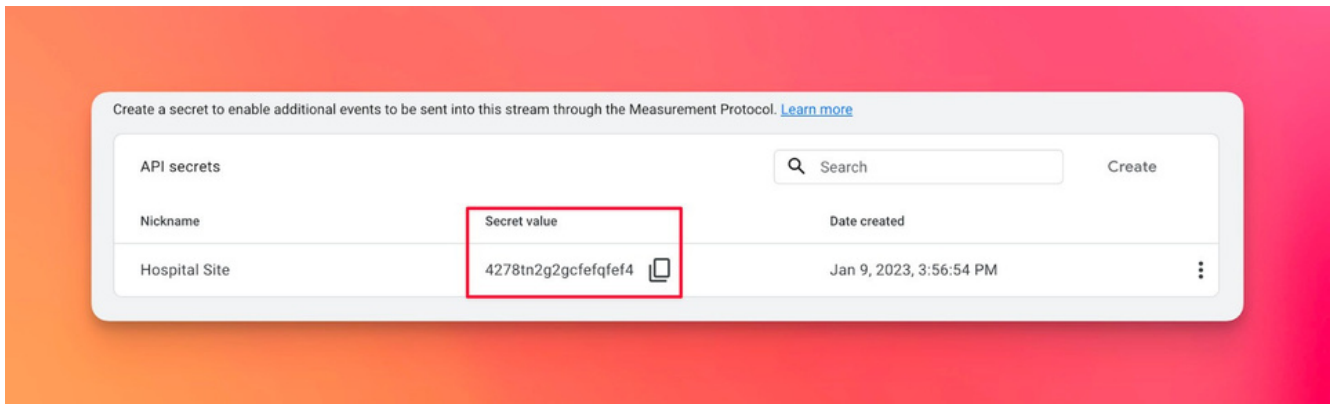 Create a secret to enable additional events to be sent into this stream through the Measurement Protocol. Learn more
API secrets Search Create
Nickname Secret value Date created
Hospital Site 4278tn2g2gcfefqfef4 Jan 9, 2023, 3:56:54 PM